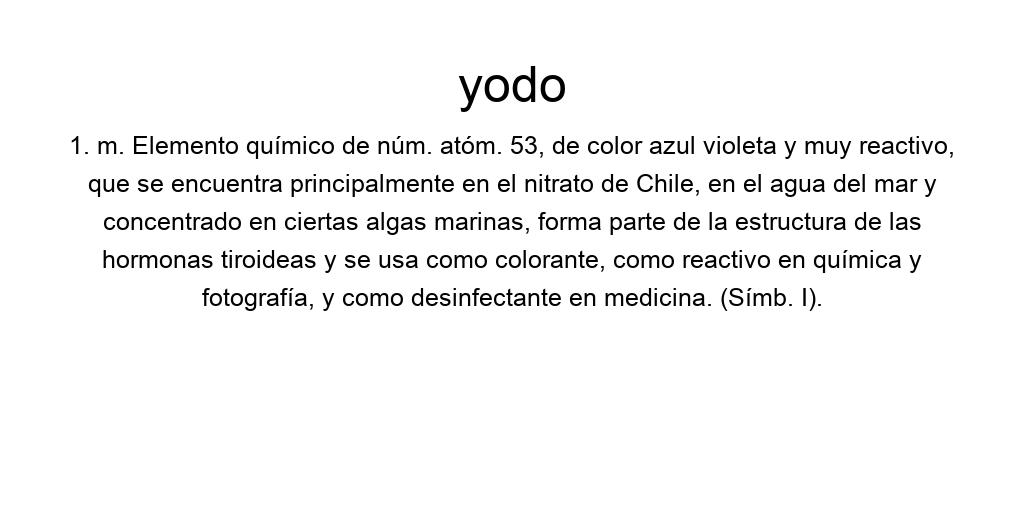 yodo
1. m. Elemento químico de núm. atóm. 53, de color azul violeta y muy reactivo,
que se encuentra principalmente en el nitrato de Chile, en el agua del mar y
concentrado en ciertas algas marinas, forma parte de la estructura de las
hormonas tiroideas y se usa como colorante, como reactivo en química y
fotografía, y como desinfectante en medicina. (Símb. I).